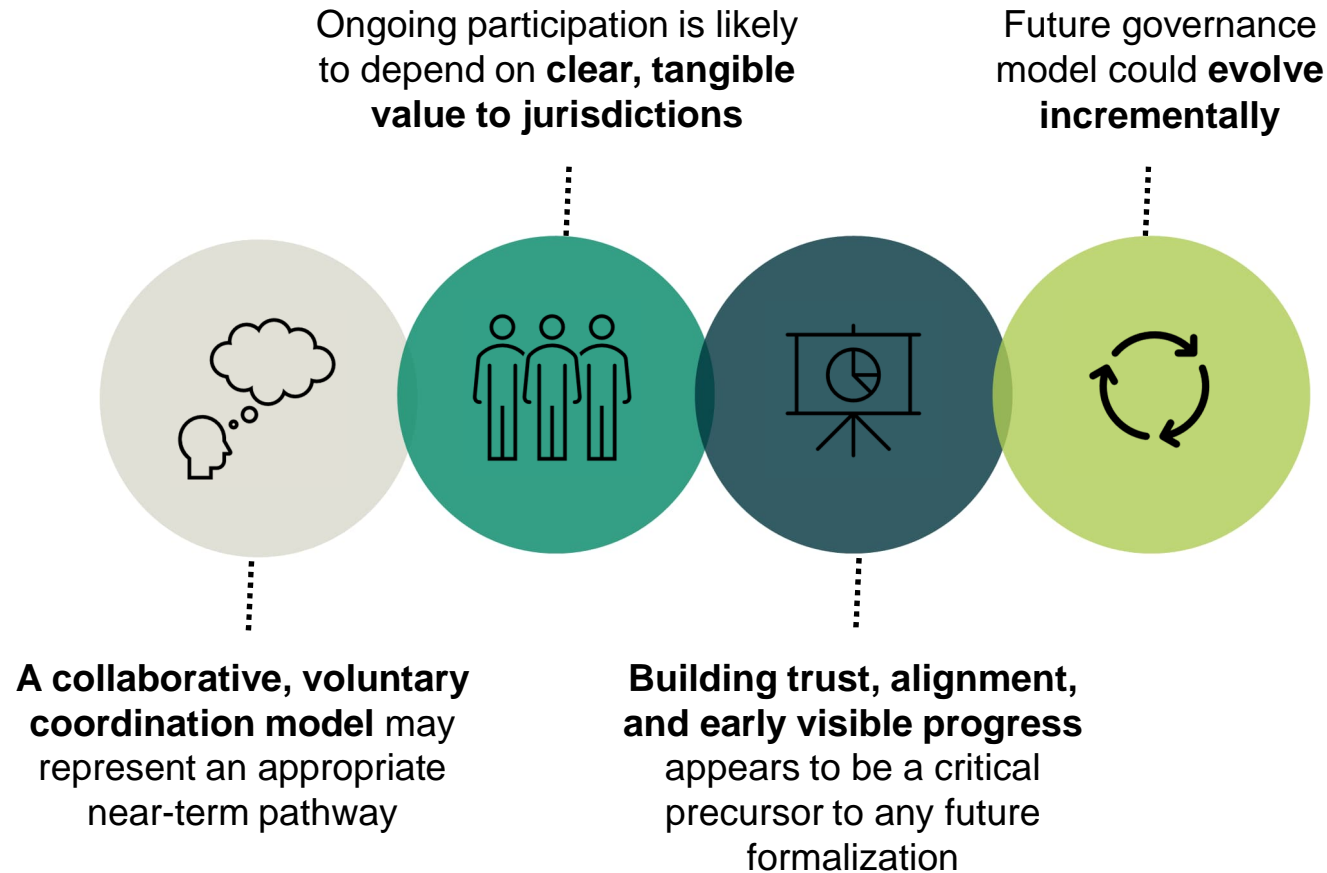 Ongoing participation is likely
to depend on clear, tangible
value to jurisdictions
Future governance
model could evolve
incrementally
A collaborative, voluntary
coordination model may
represent an appropriate
near-term pathway
Building trust, alignment,
and early visible progress
appears to be a critical
precursor to any future
formalization